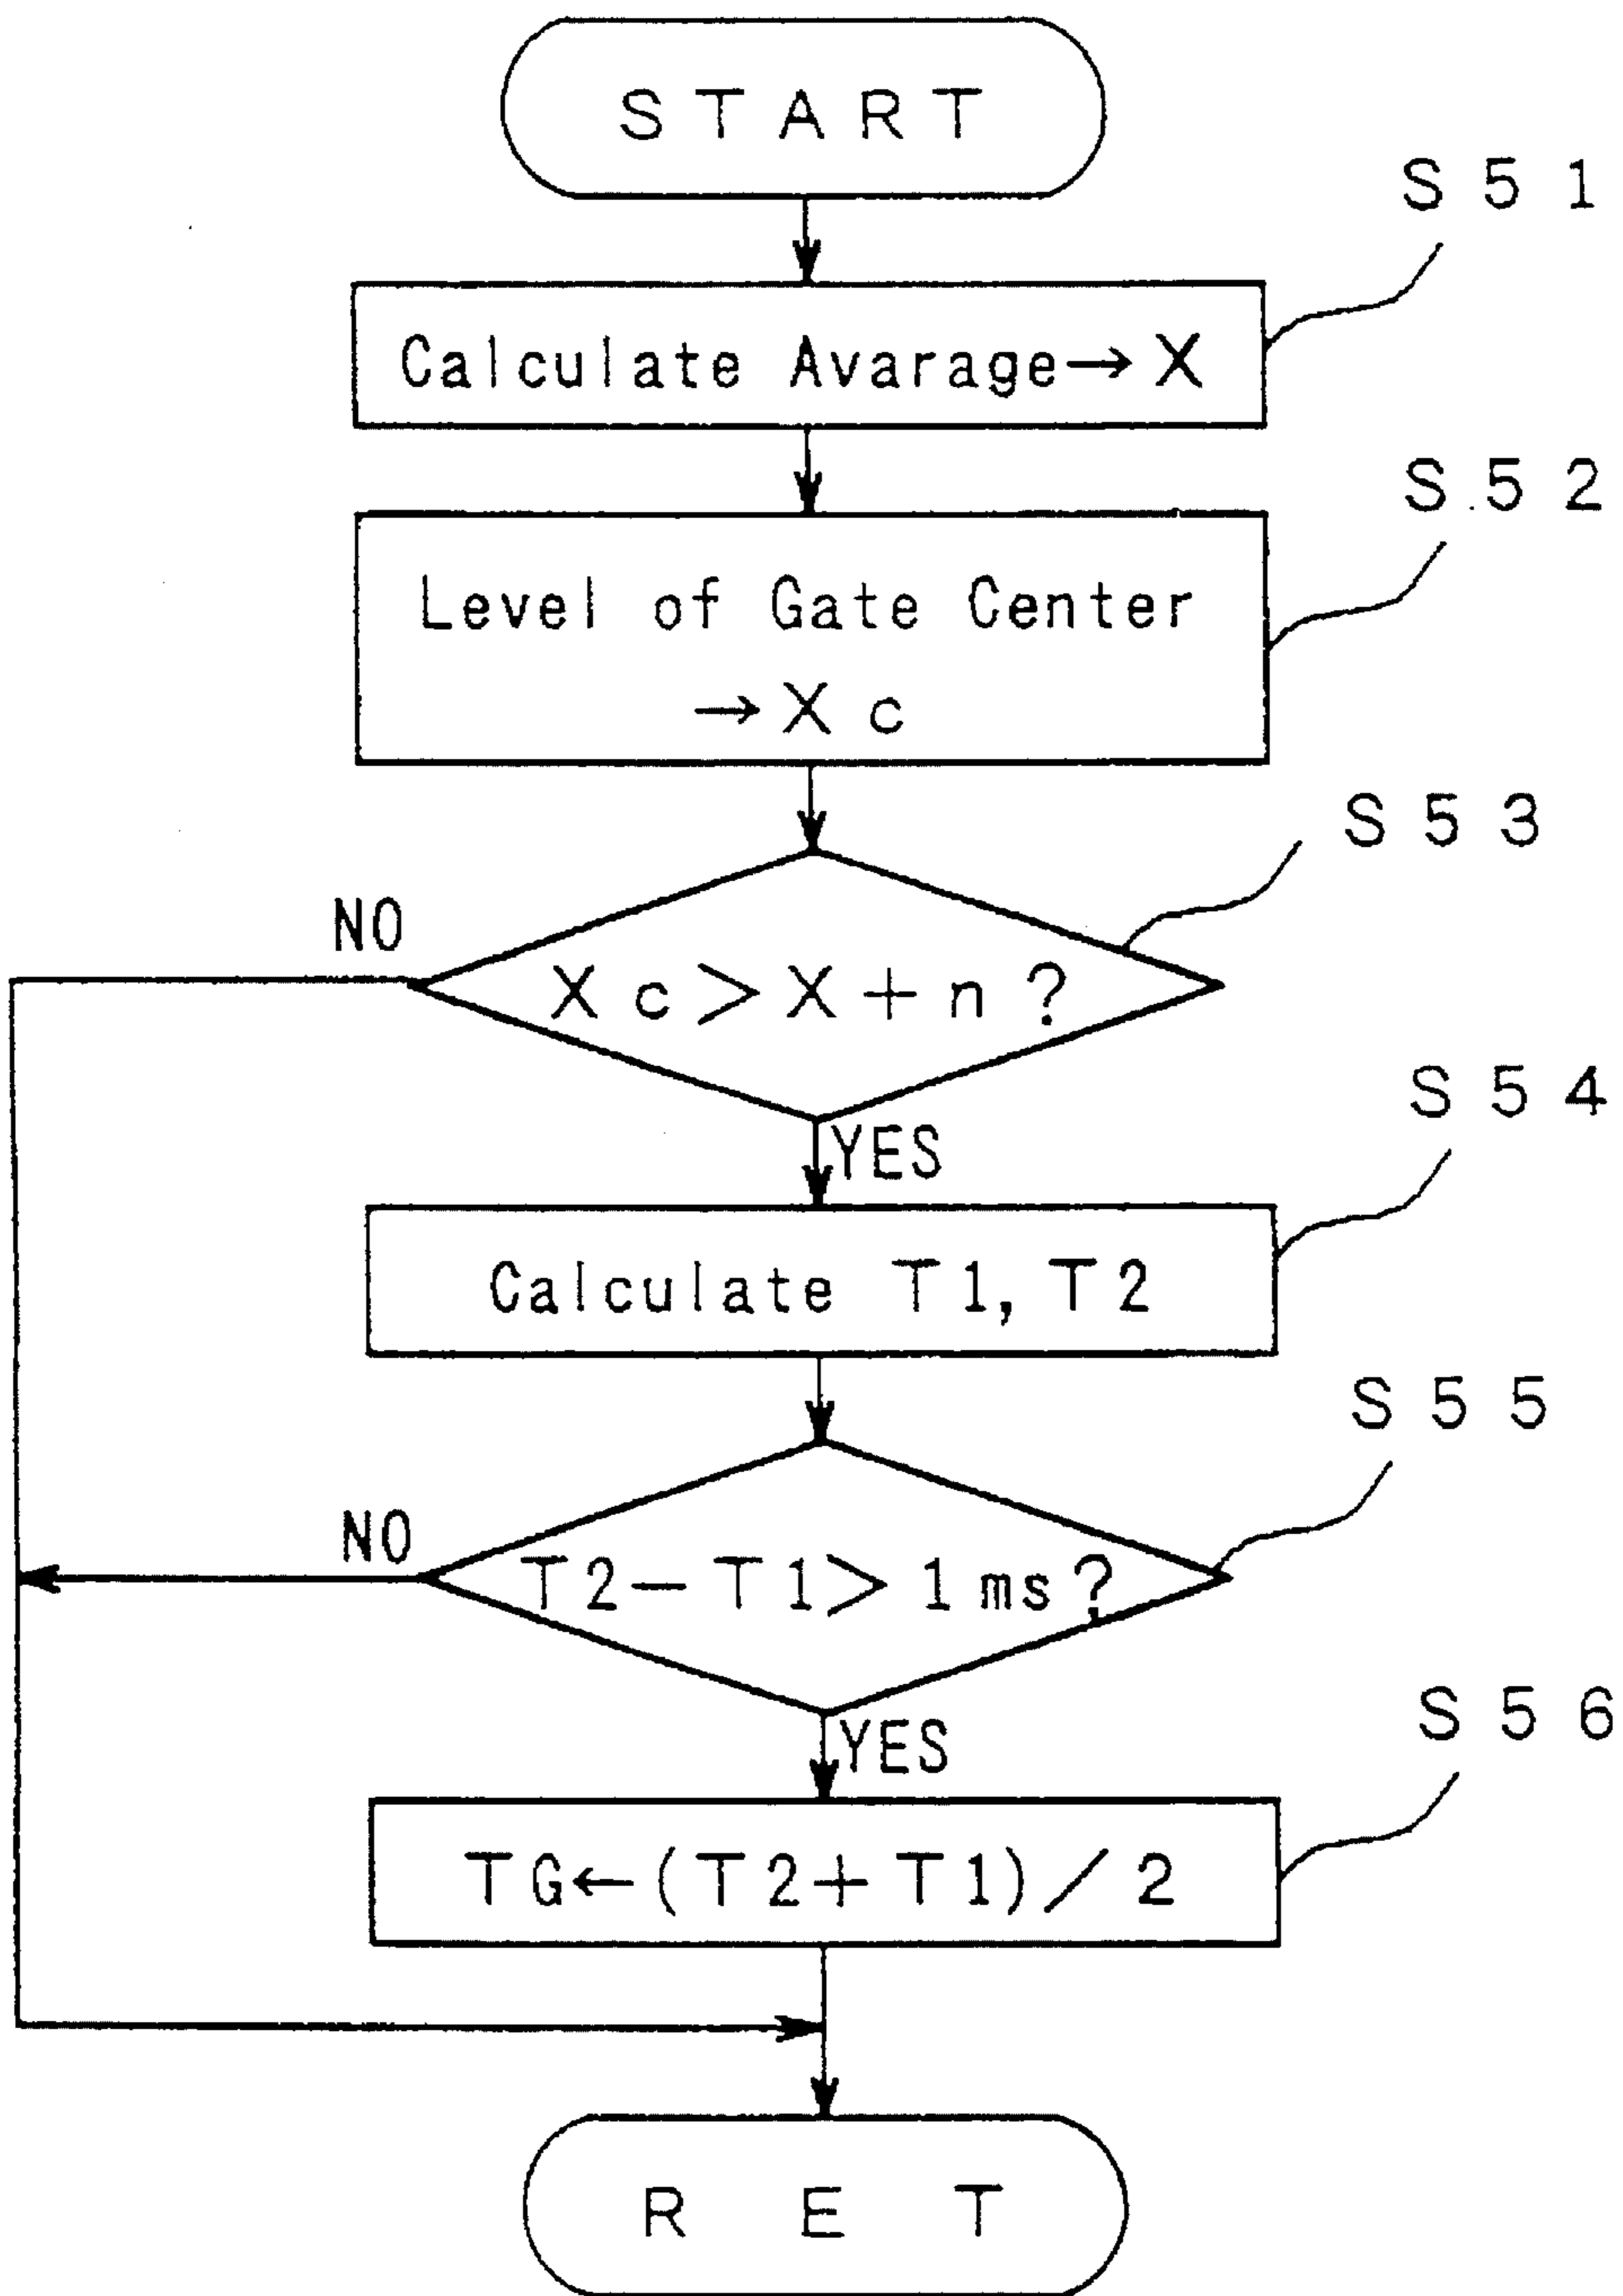 START
S51
Calculate Avarage→X
S52
Level of Gate Center
→Xc
S53
NO
Xc>X+n?
YES
S54
Calculate T1, T2
S55
NO
T2-T1>1ms?
YES
S56
TG←(T2+T1)/2
RET